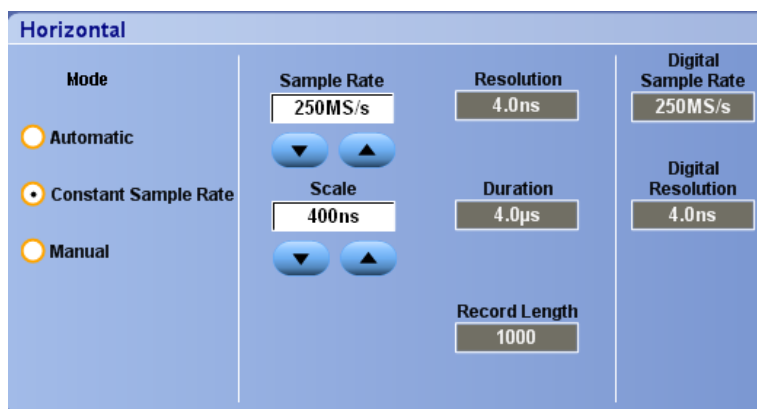 Horizontal
Mode
Automatic
Constant Sample Rate
Manual
Sample Rate
250MS/s
Scale
400ns
Resolution
4.0ns
Duration
4.0µs
Record Length
1000
Digital
Sample Rate
250MS/s
Digital
Resolution
4.0ns